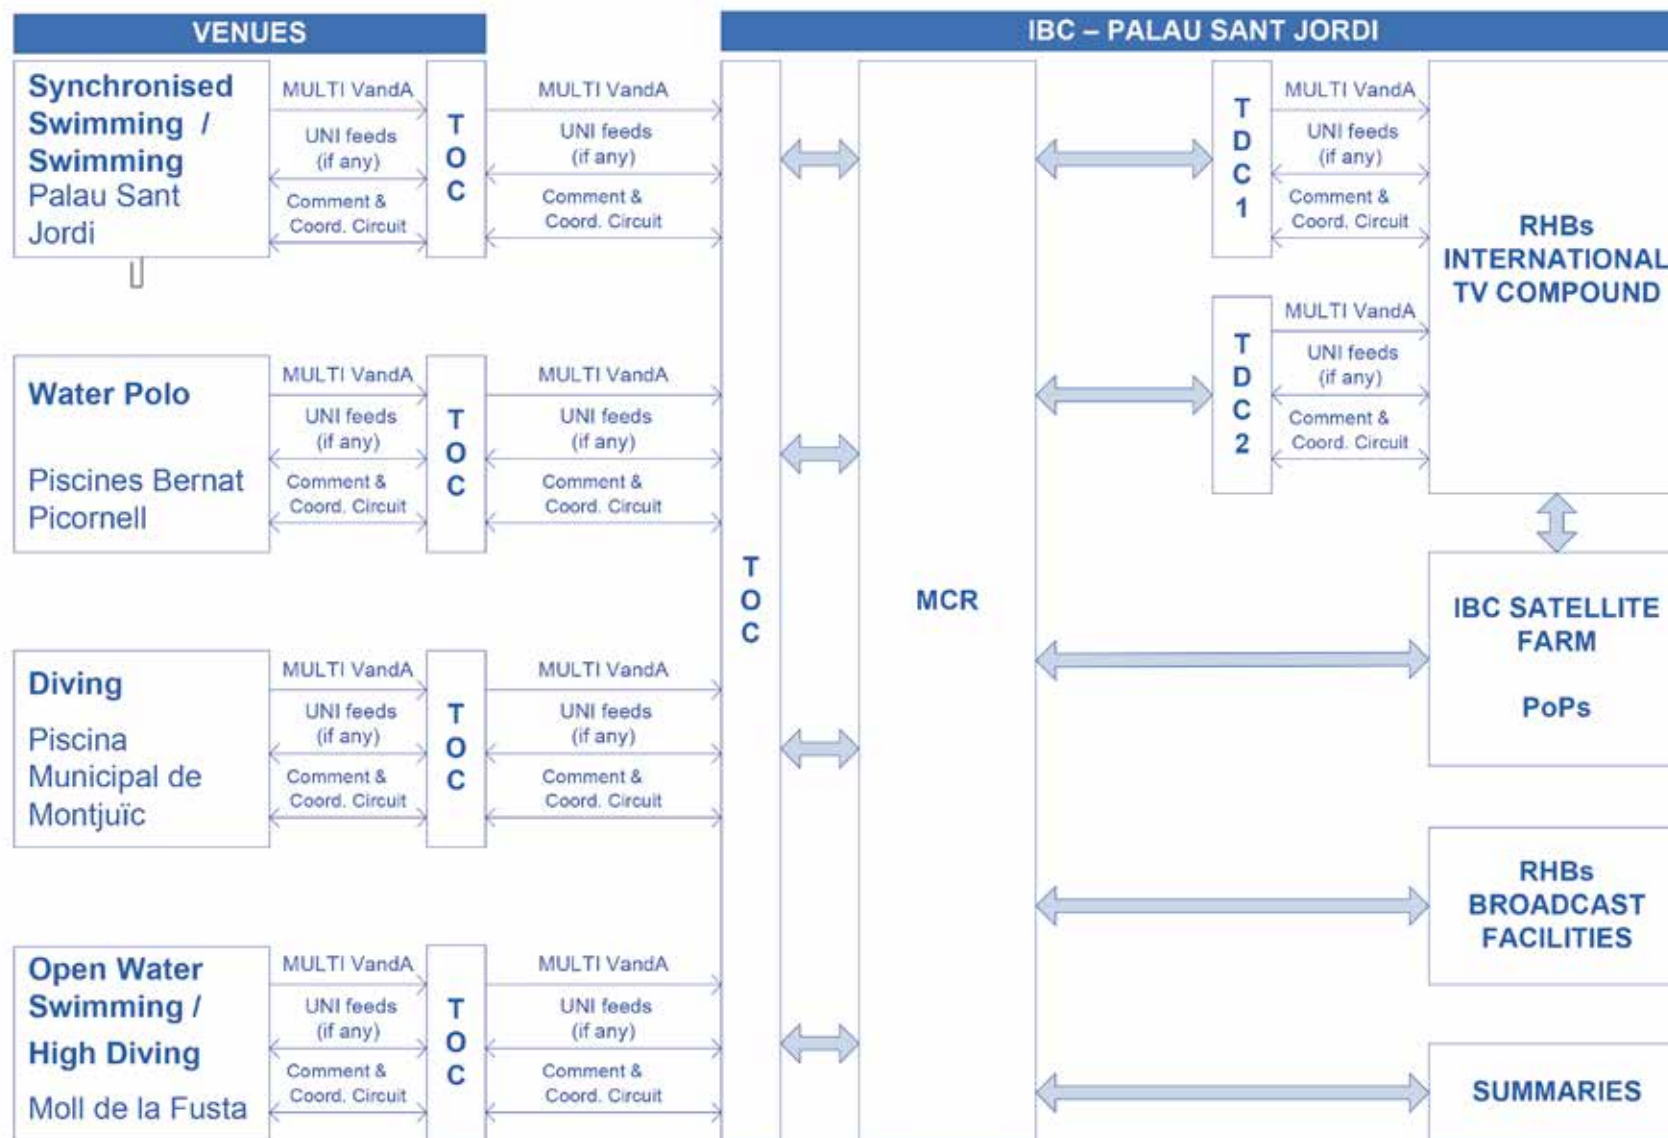 VENUES
IBC – PALAU SANT JORDI
Synchronised
Swimming /
Swimming
Palau Sant
Jordi
MULTI VandA
UNI feeds
(if any)
Comment &
Coord. Circuit
T
O
C
MULTI VandA
UNI feeds
(if any)
Comment &
Coord. Circuit
Water Polo
Piscines Bernat
Picornell
MULTI VandA
UNI feeds
(if any)
Comment &
Coord. Circuit
T
O
C
MULTI VandA
UNI feeds
(if any)
Comment &
Coord. Circuit
Diving
Piscina
Municipal de
Montjuïc
MULTI VandA
UNI feeds
(if any)
Comment &
Coord. Circuit
T
O
C
MULTI VandA
UNI feeds
(if any)
Comment &
Coord. Circuit
Open Water
Swimming /
High Diving
Moll de la Fusta
MULTI VandA
UNI feeds
(if any)
Comment &
Coord. Circuit
T
O
C
MULTI VandA
UNI feeds
(if any)
Comment &
Coord. Circuit
T
O
C
MCR
T
D
C
1
MULTI VandA
UNI feeds
(if any)
Comment &
Coord. Circuit
T
D
C
2
MULTI VandA
UNI feeds
(if any)
Comment &
Coord. Circuit
RHBs
INTERNATIONAL
TV COMPOUND
IBC SATELLITE
FARM
PoPs
RHBs
BROADCAST
FACILITIES
SUMMARIES